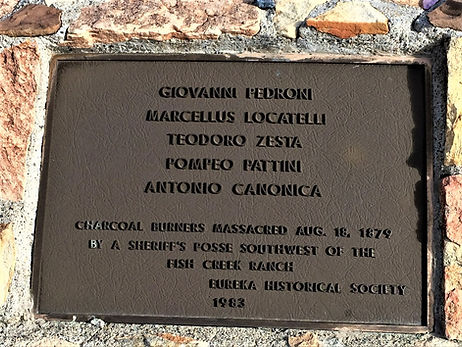 GIOVANNI PEDRONI
MARCELLUS LOCATELLI
TEODORO ZESTA
POMPEO PATTINI
ANTONIO CANONICA
CHARCOAL BURNERS MASSACRED AUG. 18, 1879
BY A SHERIFF'S POSSE SOUTHWEST OF THE
FISH CREEK RANCH
EUREKA HISTORICAL SOCIETY
1983